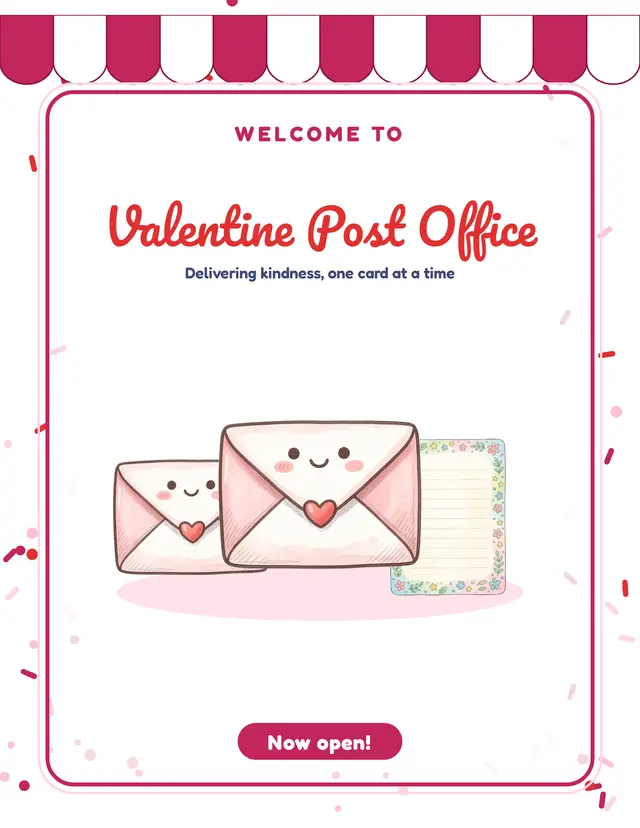 WELCOME TO
Valentine Post Office
Delivering kindness, one card at a time
Now open!